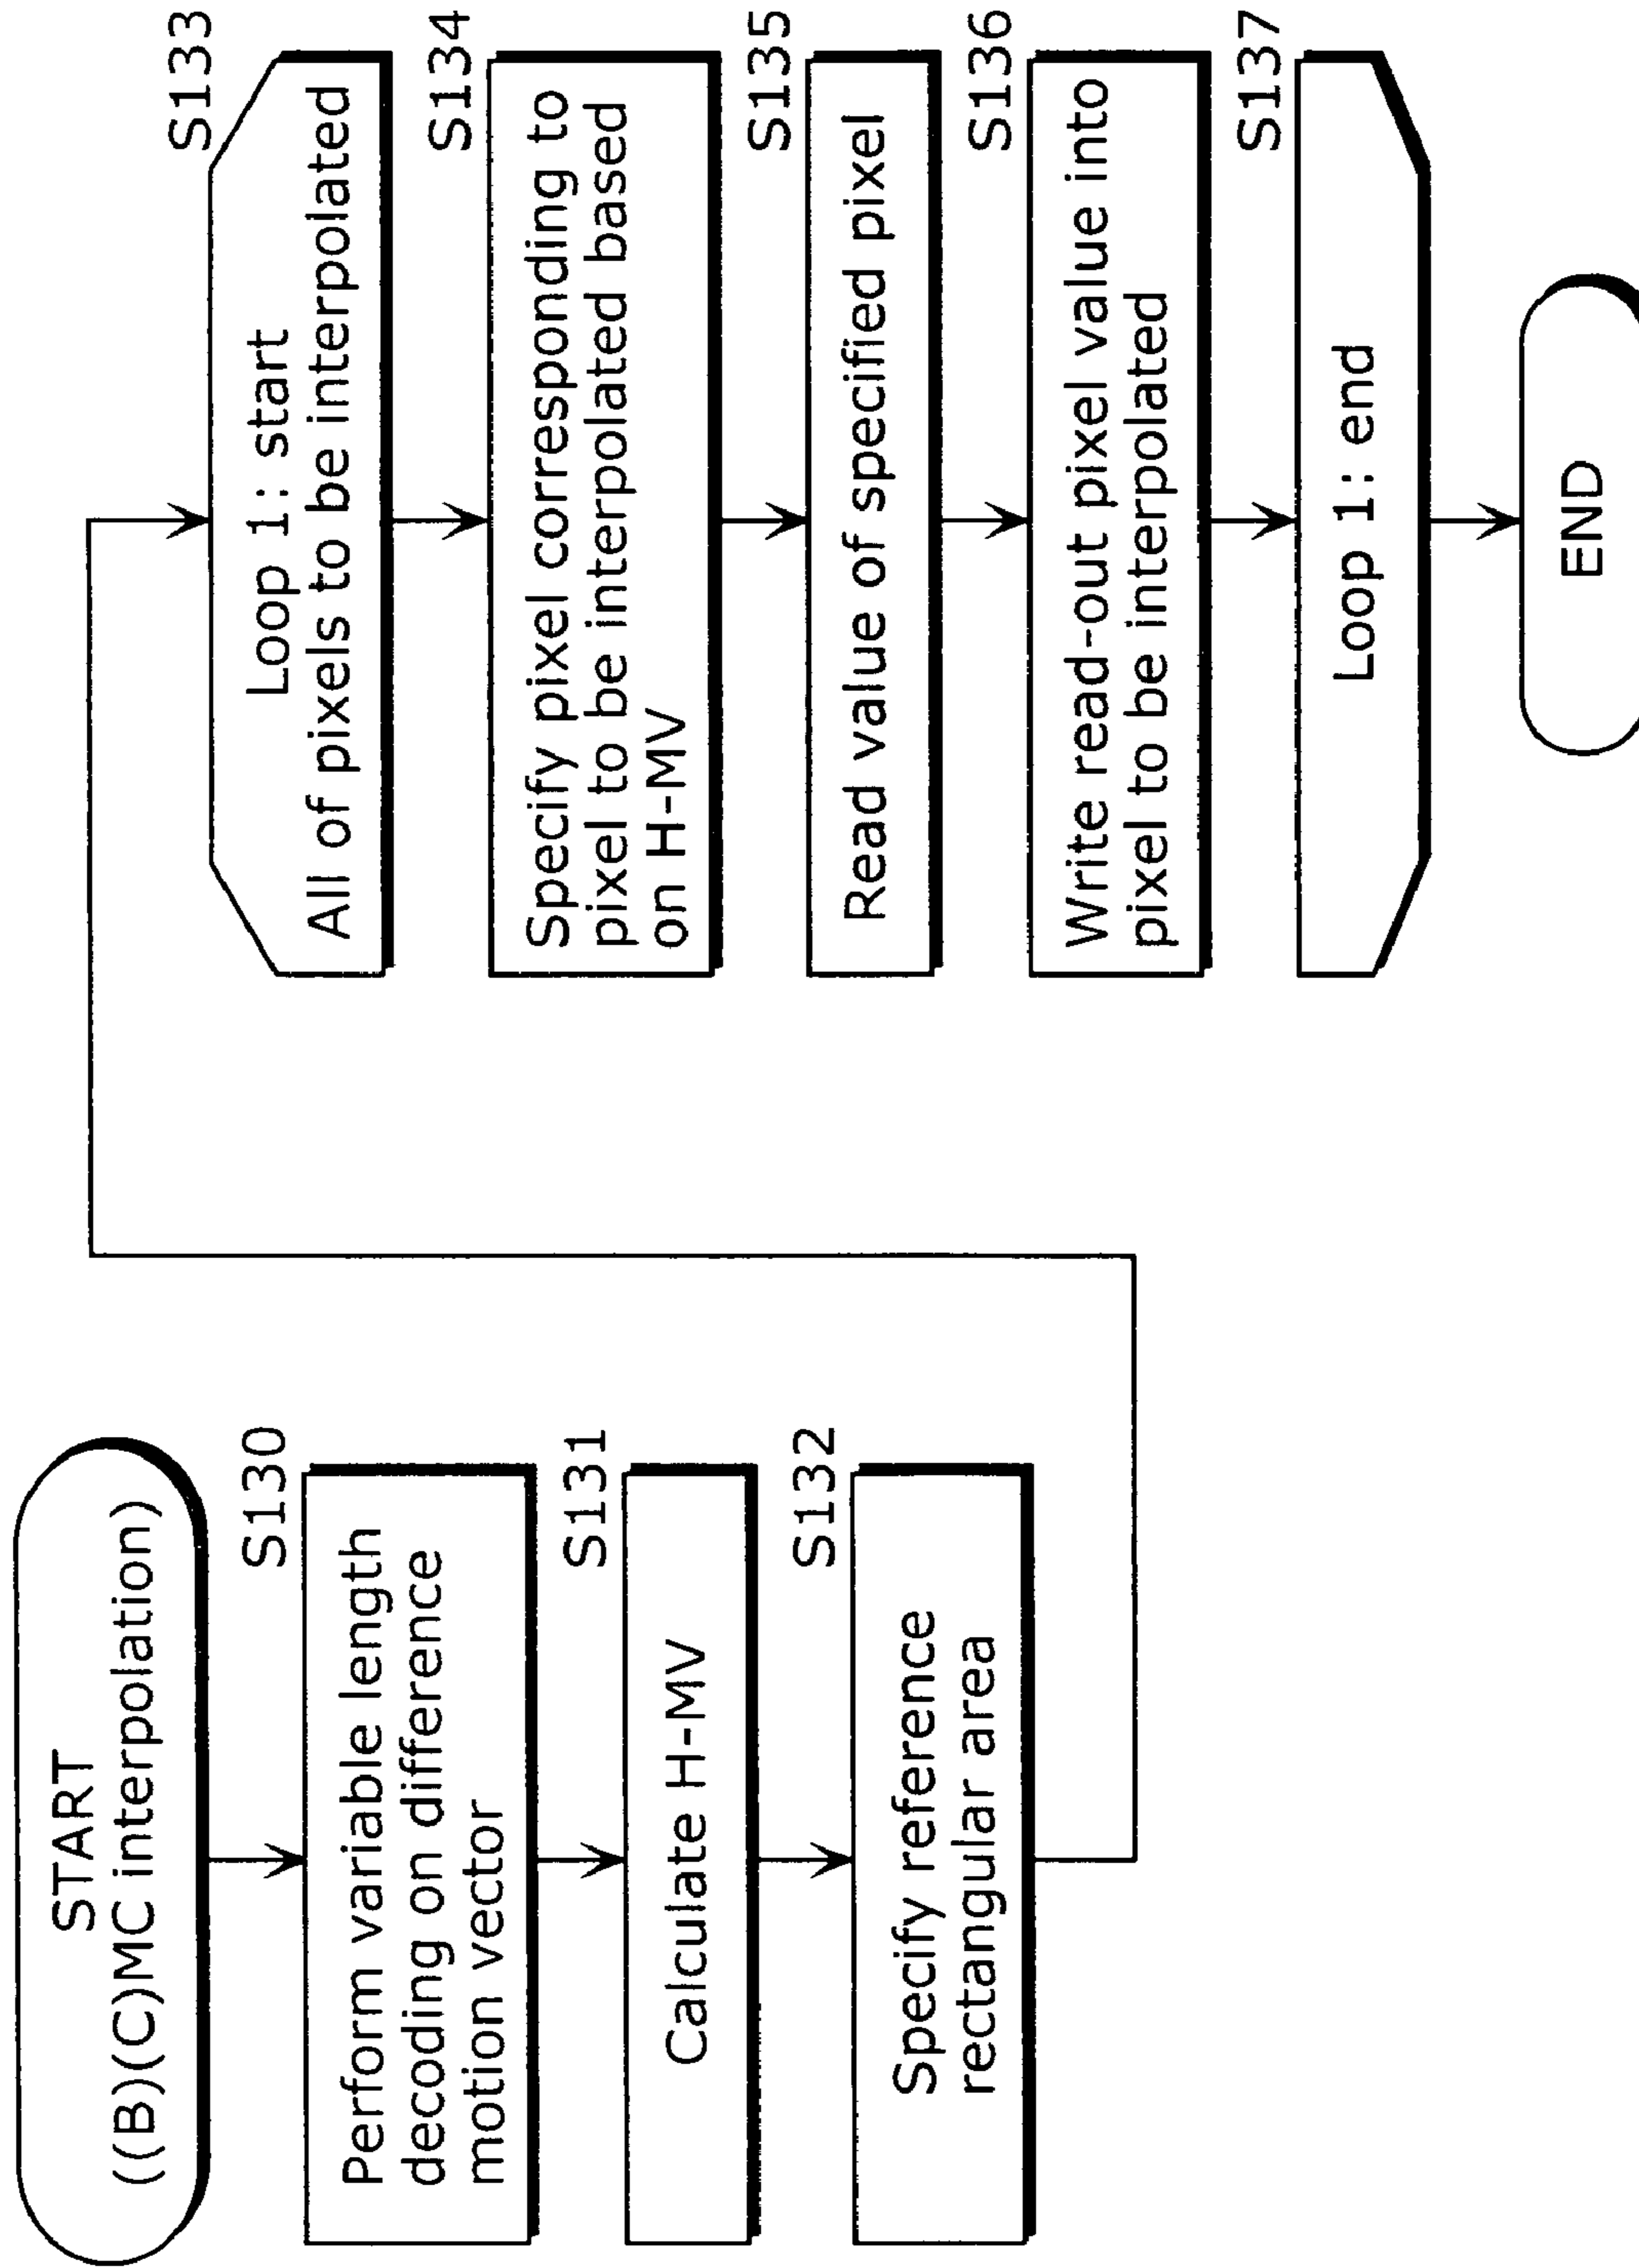 START
((B)(C)MC interpolation)
S130
Perform variable length
decoding on difference
motion vector
S131
Calculate H-MV
S132
Specify reference
rectangular area
S133
Loop 1: start
All of pixels to be interpolated
S134
Specify pixel corresponding to
pixel to be interpolated based
on H-MV
S135
Read value of specified pixel
S136
Write read-out pixel value into
pixel to be interpolated
S137
Loop 1: end
END